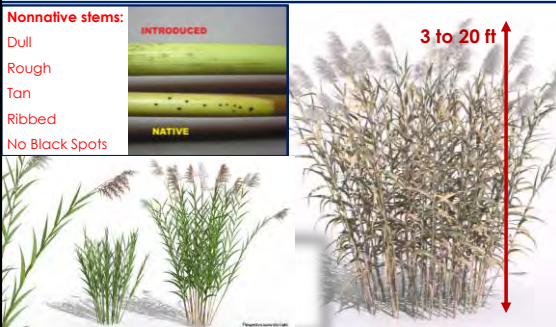 Nonnative stems:
Dull
Rough
Tan
Ribbed
No Black Spots
INTRODUCED
NATIVE
3 to 20 ft